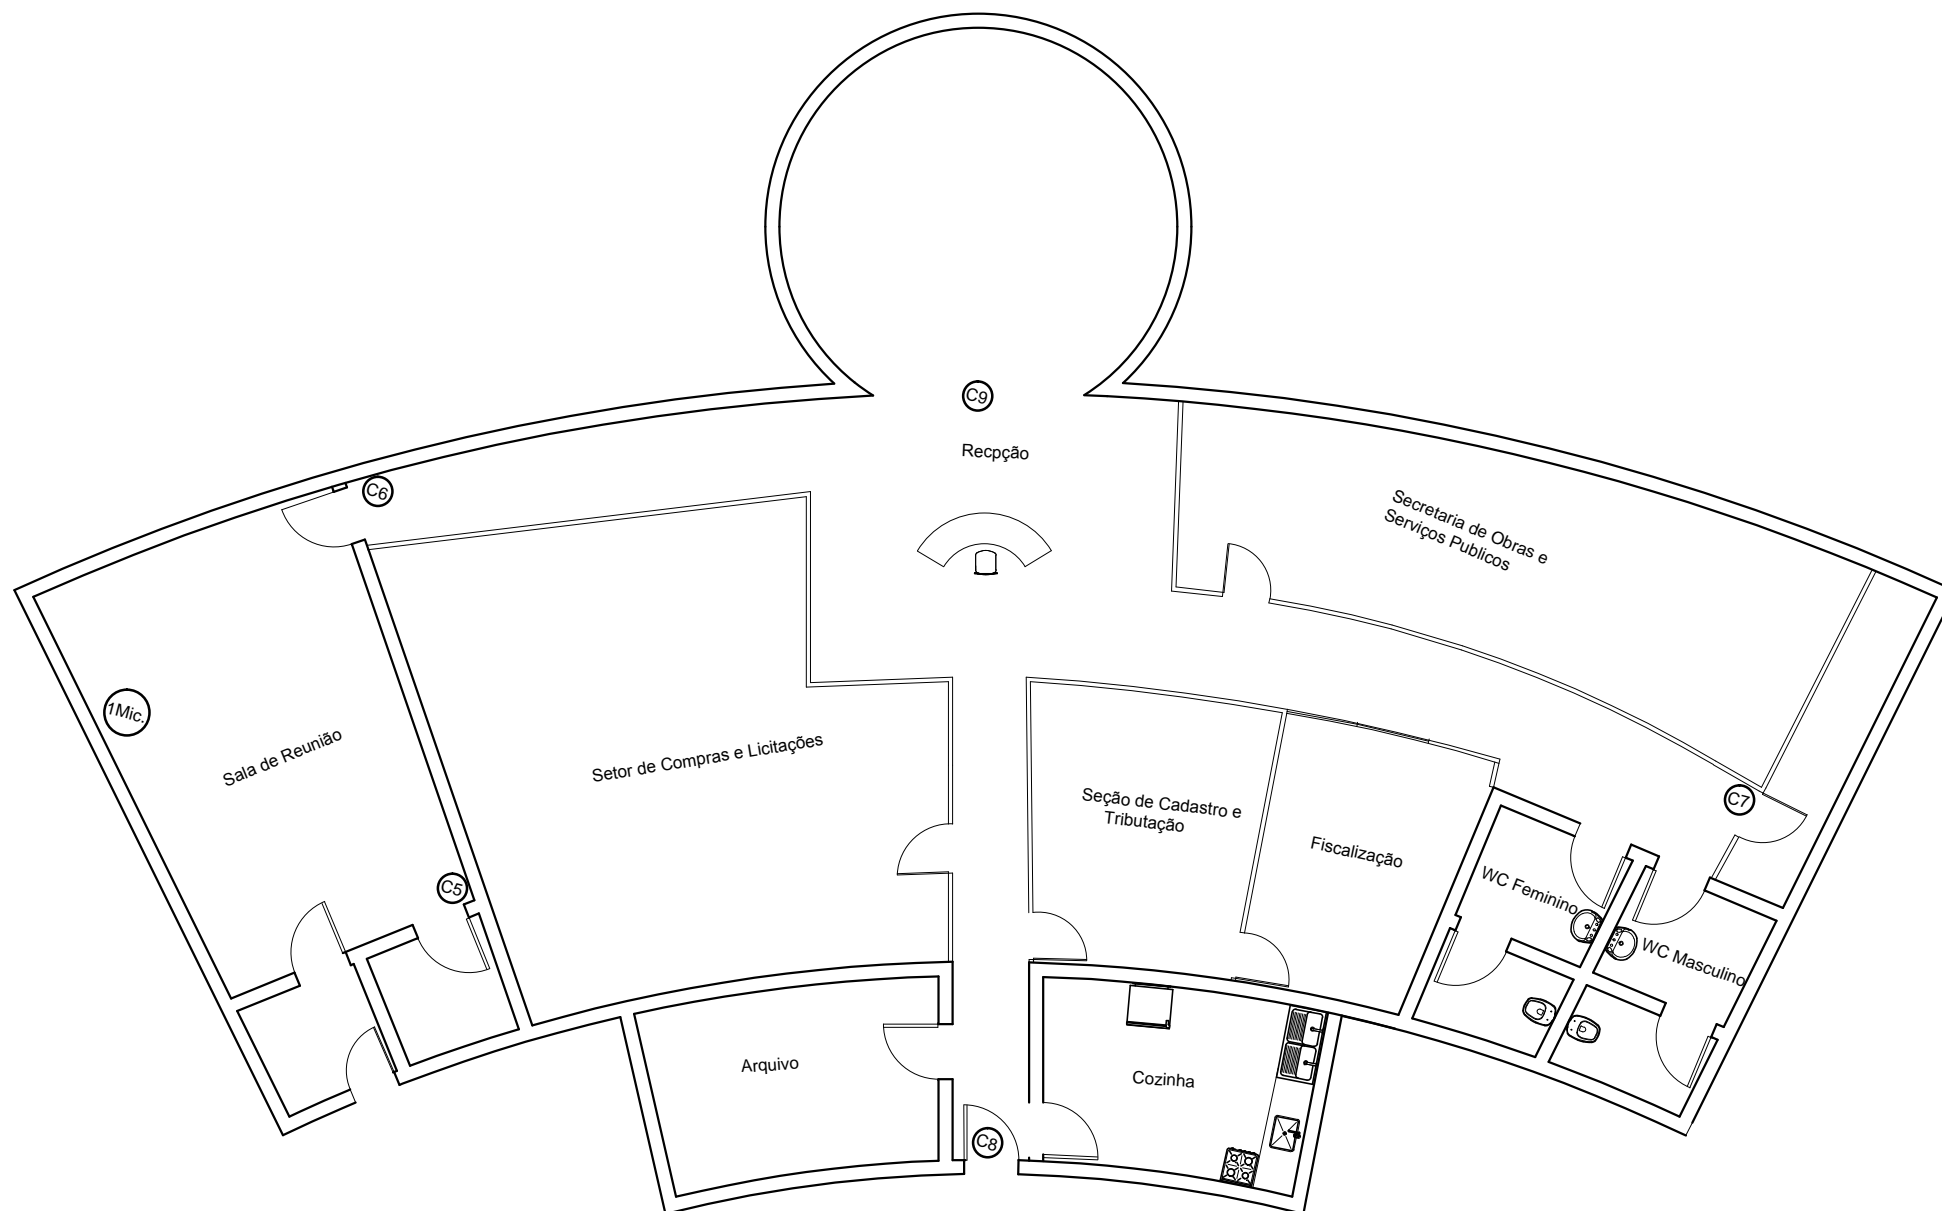 C9
Recpção
C6
Secretaria de Obras e
Serviços Publicos
1Mic.
Sala de Reunião
Setor de Compras e Licitações
Seção de Cadastro e
Tributação
C7
Fiscalização
C5
WC Feminino
WC Masculino
Arquivo
Cozinha
C8